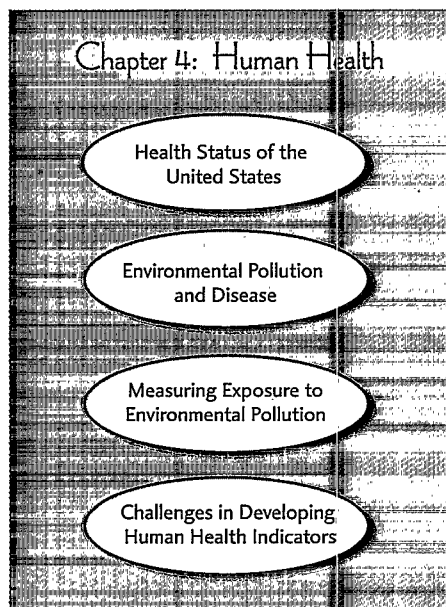 Chapter 4: Human Health
Health Status of the
United States
Environmental Pollution
and Disease
Measuring Exposure to
Environmental Pollution
Challenges in Developing
Human Health Indicators